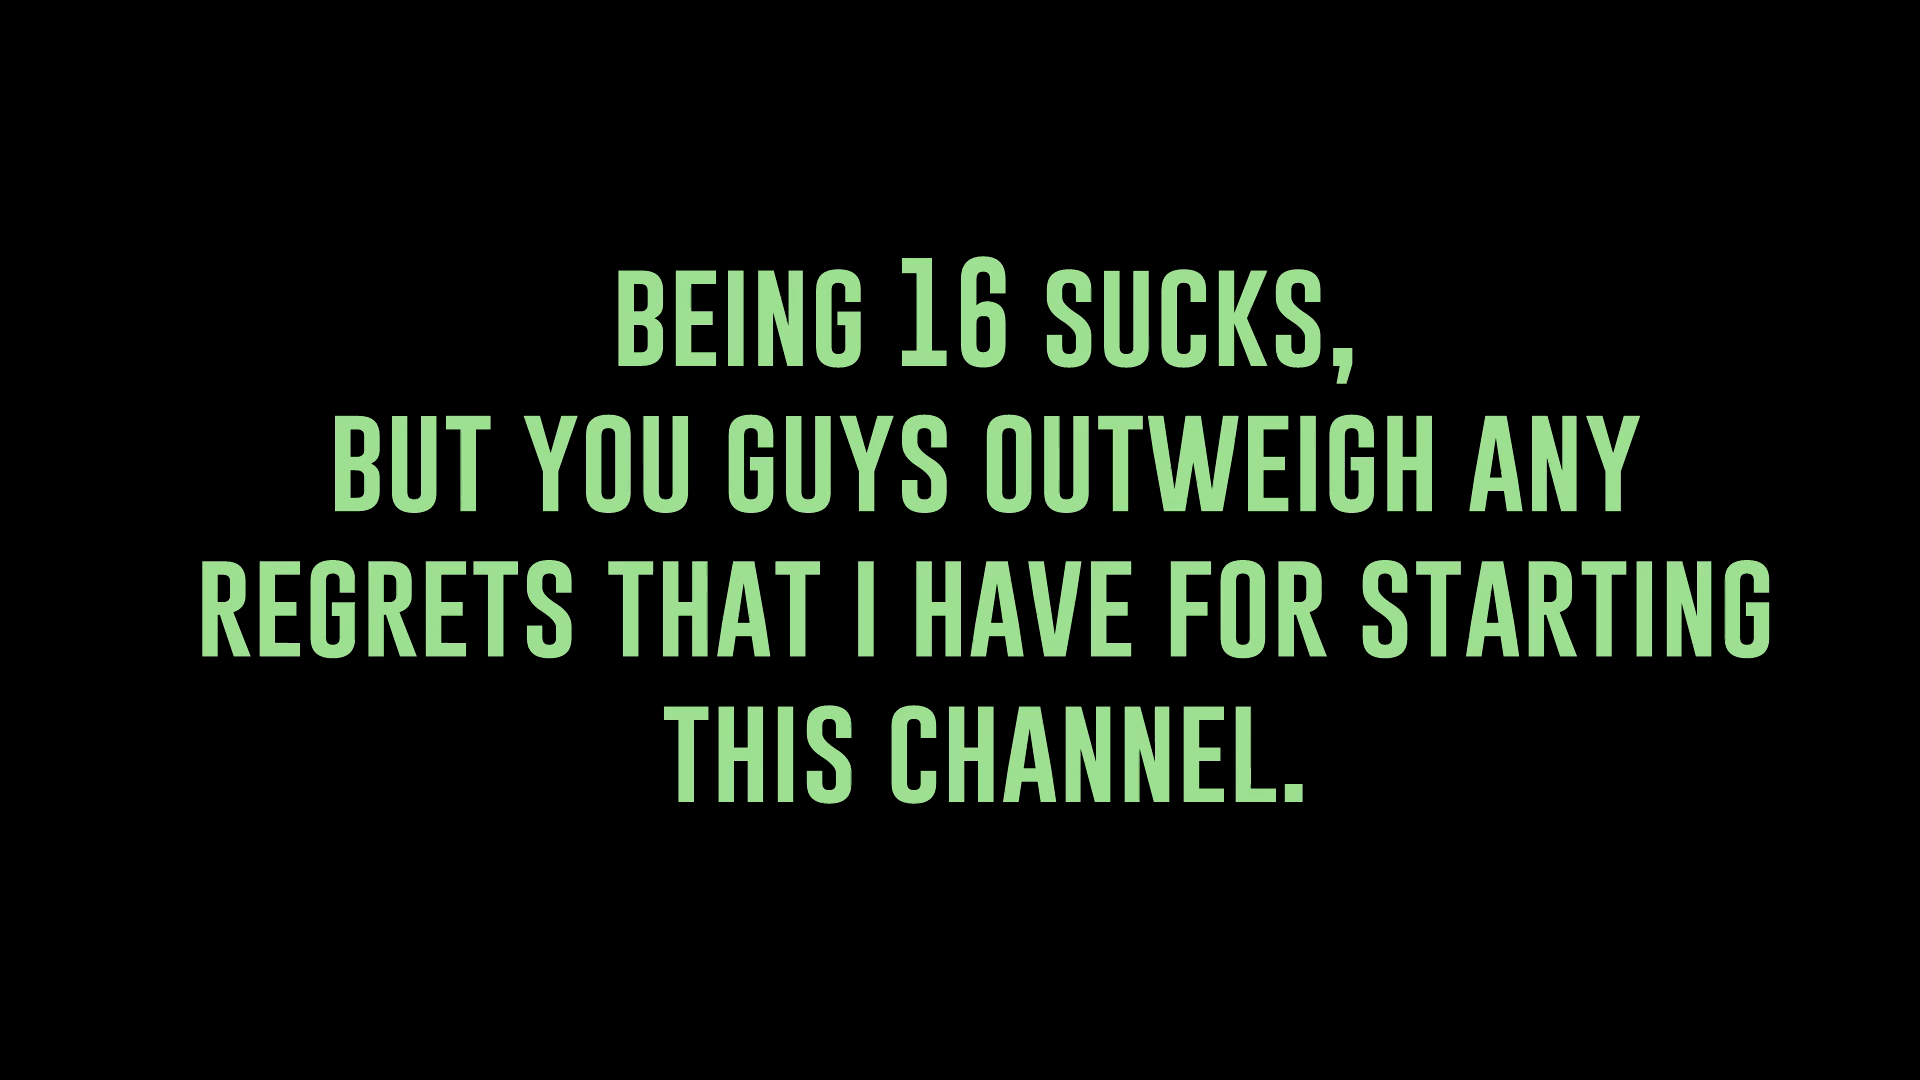 BEING 16 SUCKS,
BUT YOU GUYS OUTWEIGH ANY
REGRETS THAT I HAVE FOR STARTING
THIS CHANNEL.